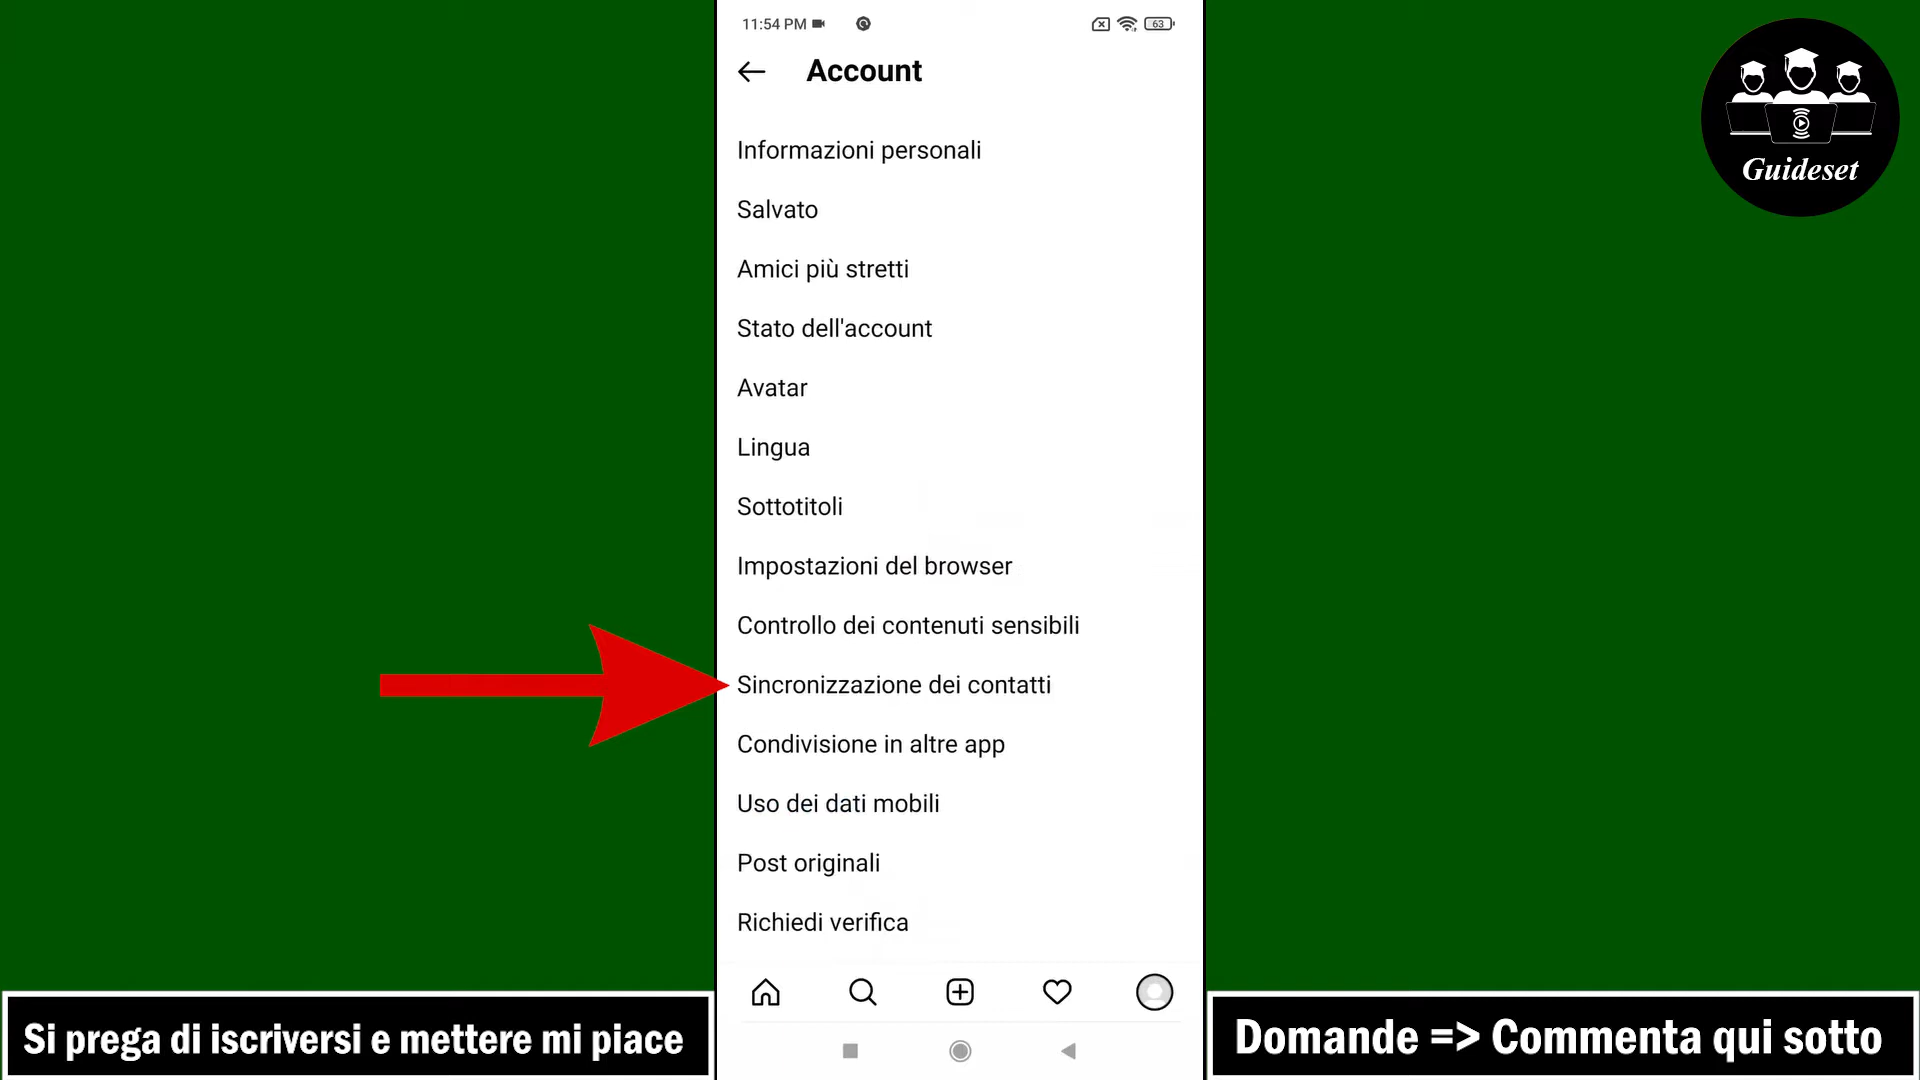 11:54 PM
63
Account
Informazioni personali
Salvato
Amici più stretti
Stato dell'account
Avatar
Lingua
Sottotitoli
Impostazioni del browser
Controllo dei contenuti sensibili
Sincronizzazione dei contatti
Condivisione in altre app
Uso dei dati mobili
Post originali
Richiedi verifica
Guideset
Si prega di iscriversi e mettere mi piace
Domande => Commenta qui sotto